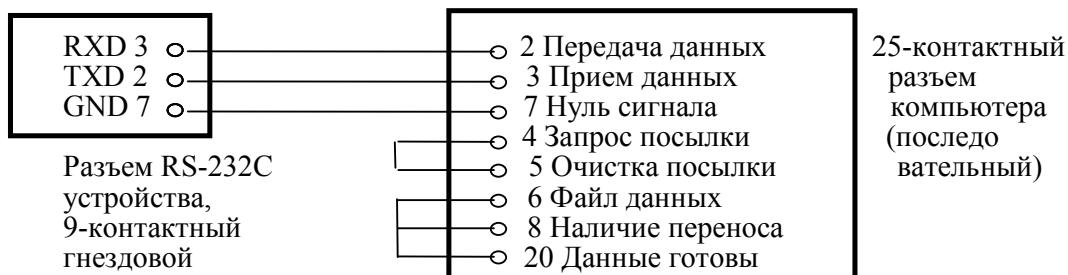 RXD 3
TXD 2
GND 7
Разъем RS-232C
устройства,
9-контактный
гнездовой
2 Передача данных
3 Прием данных
7 Нуль сигнала
4 Запрос посылки
5 Очистка посылки
6 Файл данных
8 Наличие переноса
20 Данные готовы
25-контактный
разъем
компьютера
(последо
вательный)